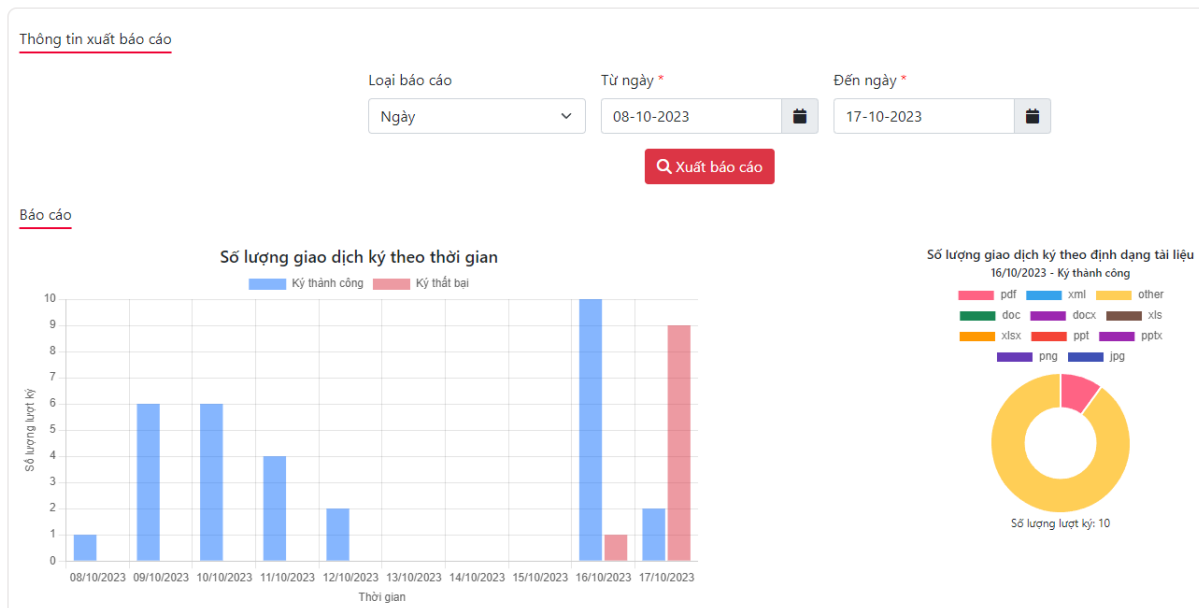 Thông tin xuất báo cáo
Loại báo cáo Từ ngày * Đến ngày *
Ngày 08-10-2023 17-10-2023
Xuất báo cáo
Báo cáo
Số lượng giao dịch ký theo thời gian
Ký thành công Ký thất bại
10
9
8
7
6
5
4
3
2
1
0
Số lượng lượt ký
08/10/2023 09/10/2023 10/10/2023 11/10/2023 12/10/2023 13/10/2023 14/10/2023 15/10/2023 16/10/2023 17/10/2023
Thời gian
Số lượng giao dịch ký theo định dạng tài liệu
16/10/2023 - Ký thành công
pdf xml other
doc docx xls
xlsx ppt pptx
png jpg
Số lượng lượt ký: 10